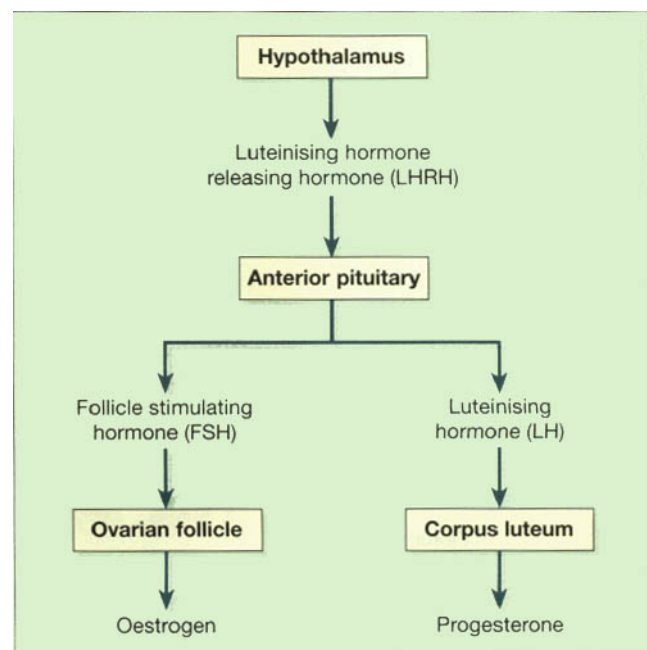 Hypothalamus
Luteinising hormone
releasing hormone (LHRH)
Anterior pituitary
Follicle stimulating
hormone (FSH)
Luteinising
hormone (LH)
Ovarian follicle
Corpus luteum
Oestrogen
Progesterone